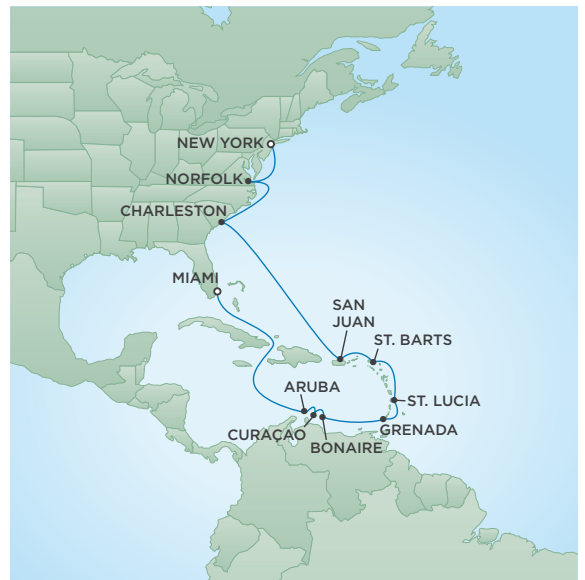 NEW YORK
NORFOLK
CHARLESTON
MIAMI
SAN
JUAN
ST. BARTS
ARUBA
ST. LUCIA
CURAÇAO
GRENADA
BONAIRE